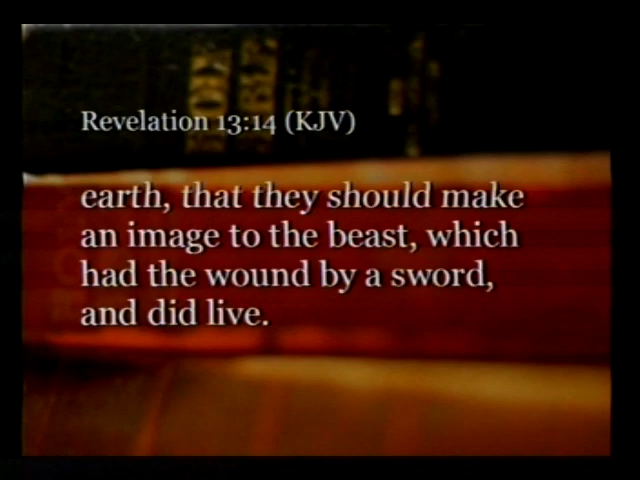 Revelation 13:14 (KJV)
earth, that they should make
an image to the beast, which
had the wound by a sword,
and did live.